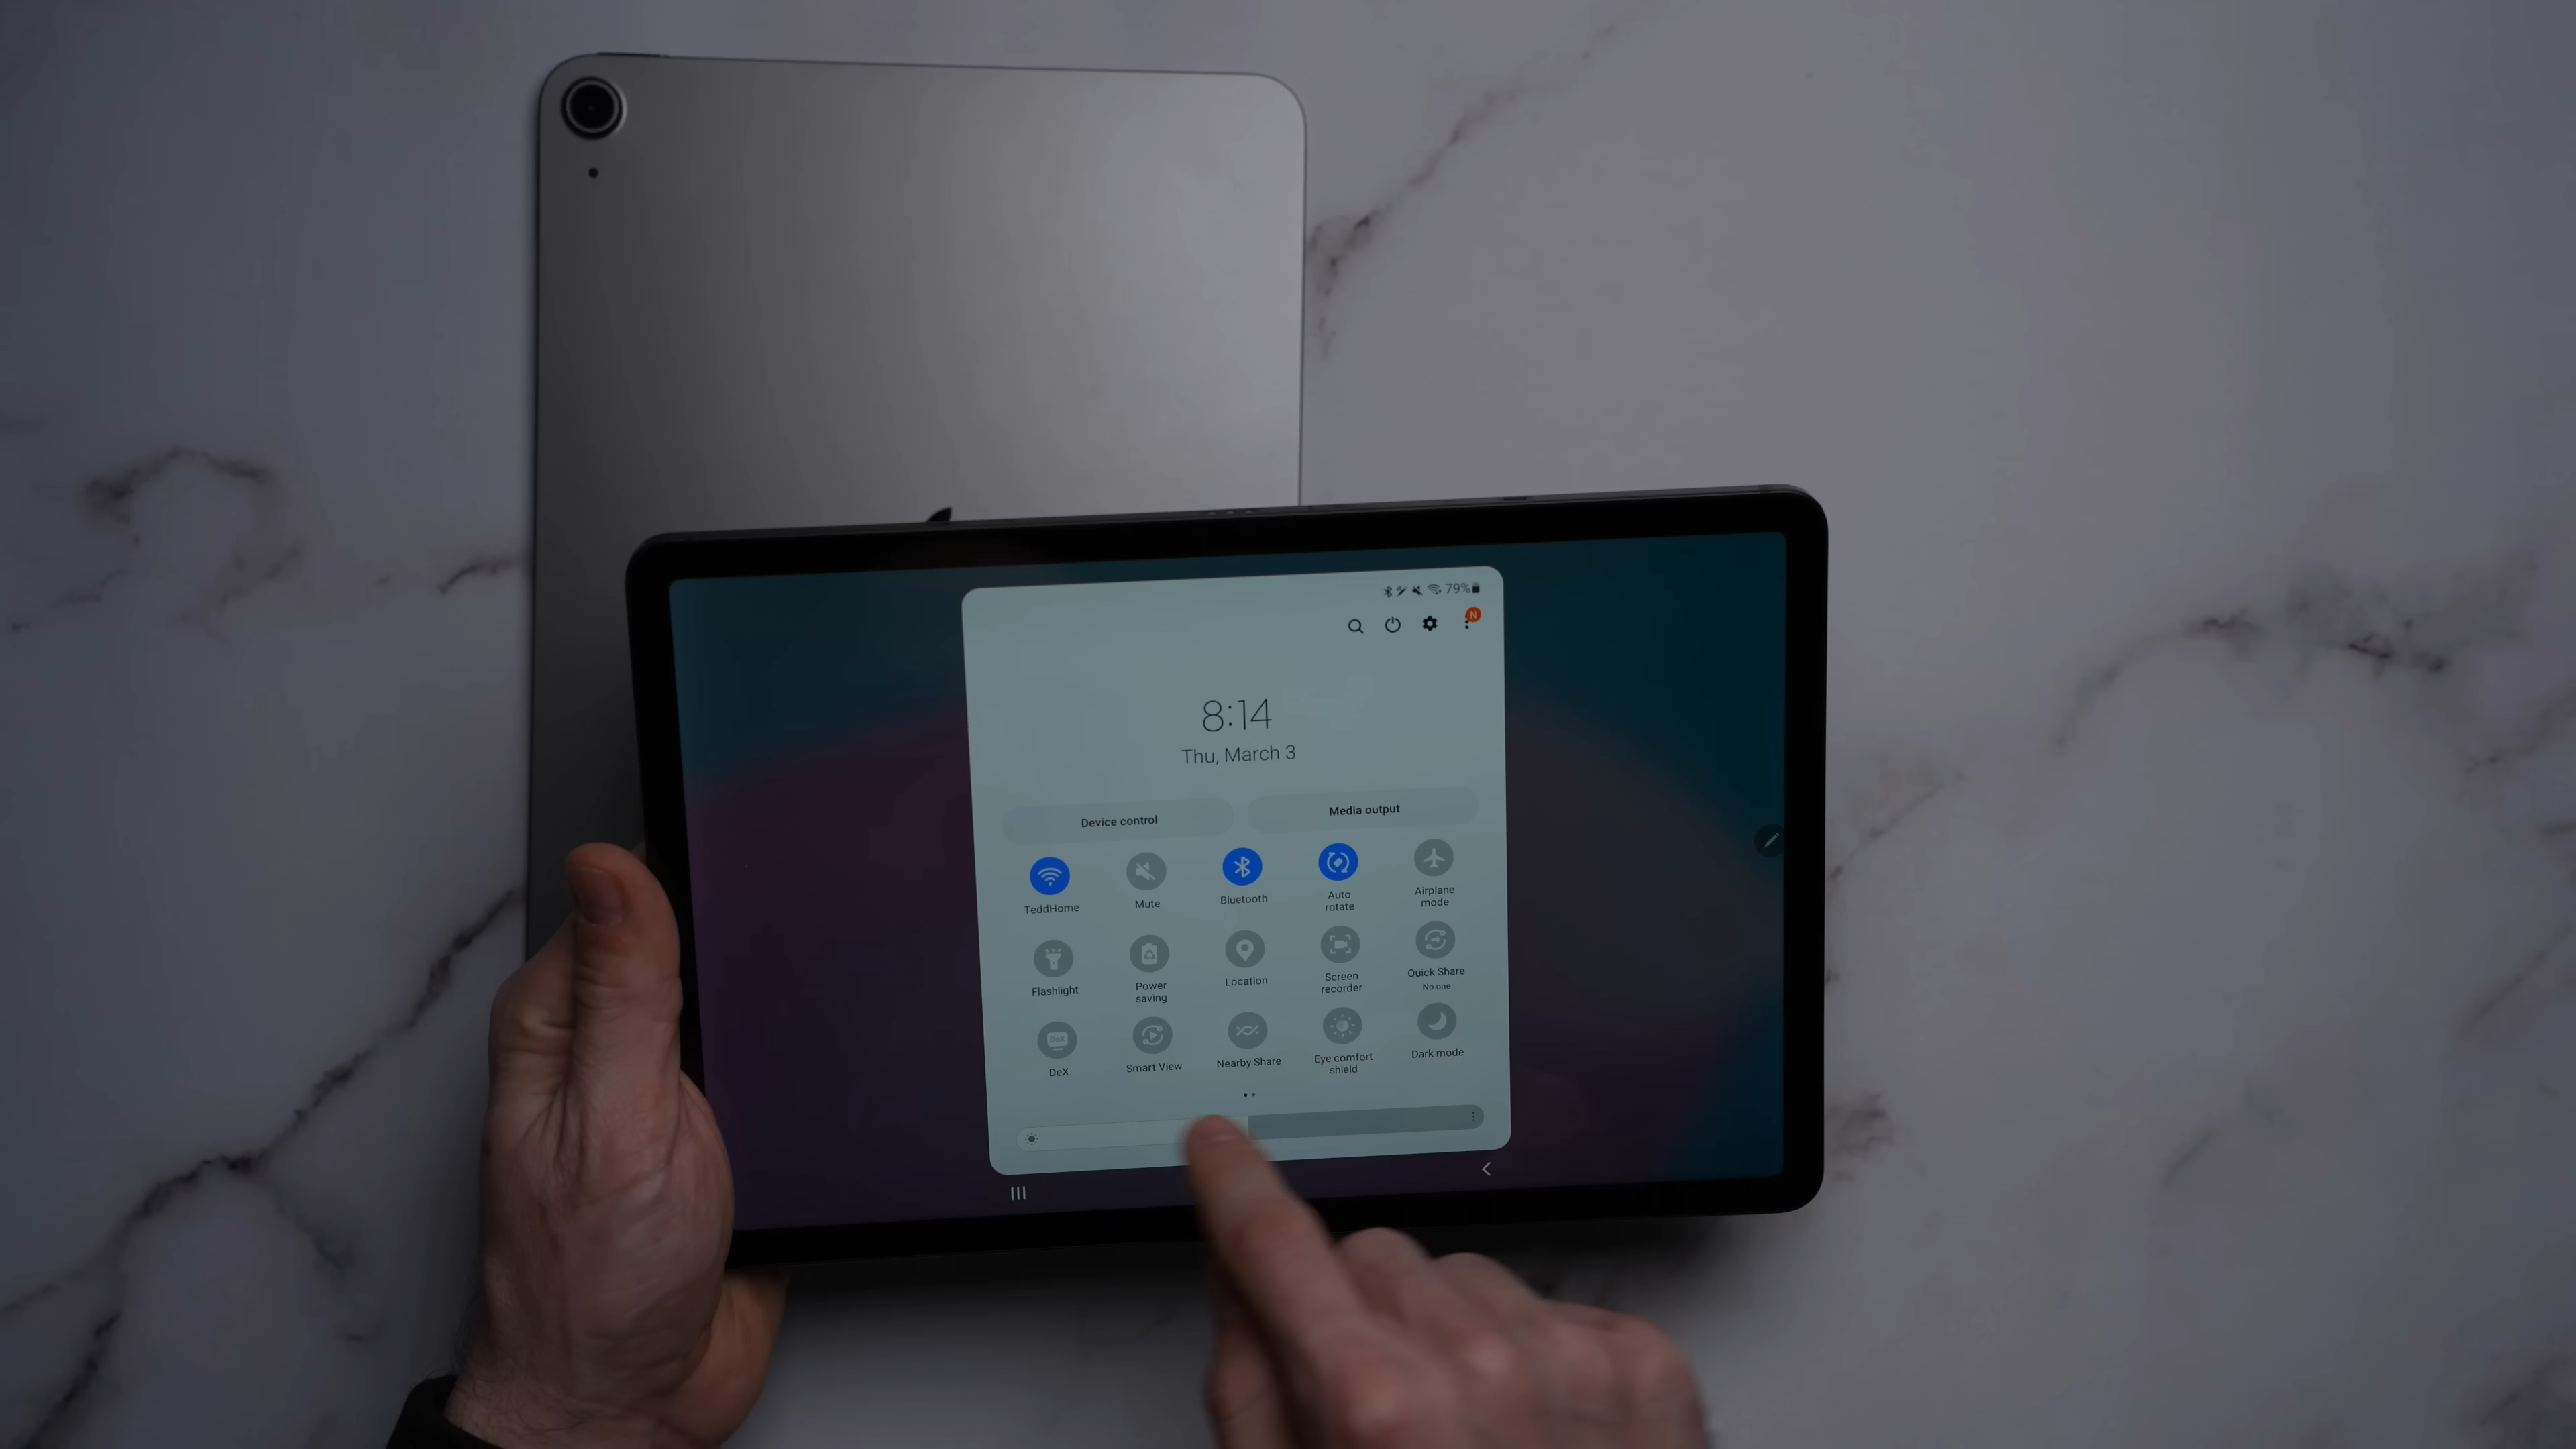 79%
N
8:14
Thu, March 3
Device control Media output
TeddHome Mute Bluetooth Auto rotate Airplane mode
Flashlight Power saving Location Screen recorder Quick Share
No one
DeX Smart View Nearby Share Eye comfort shield Dark mode